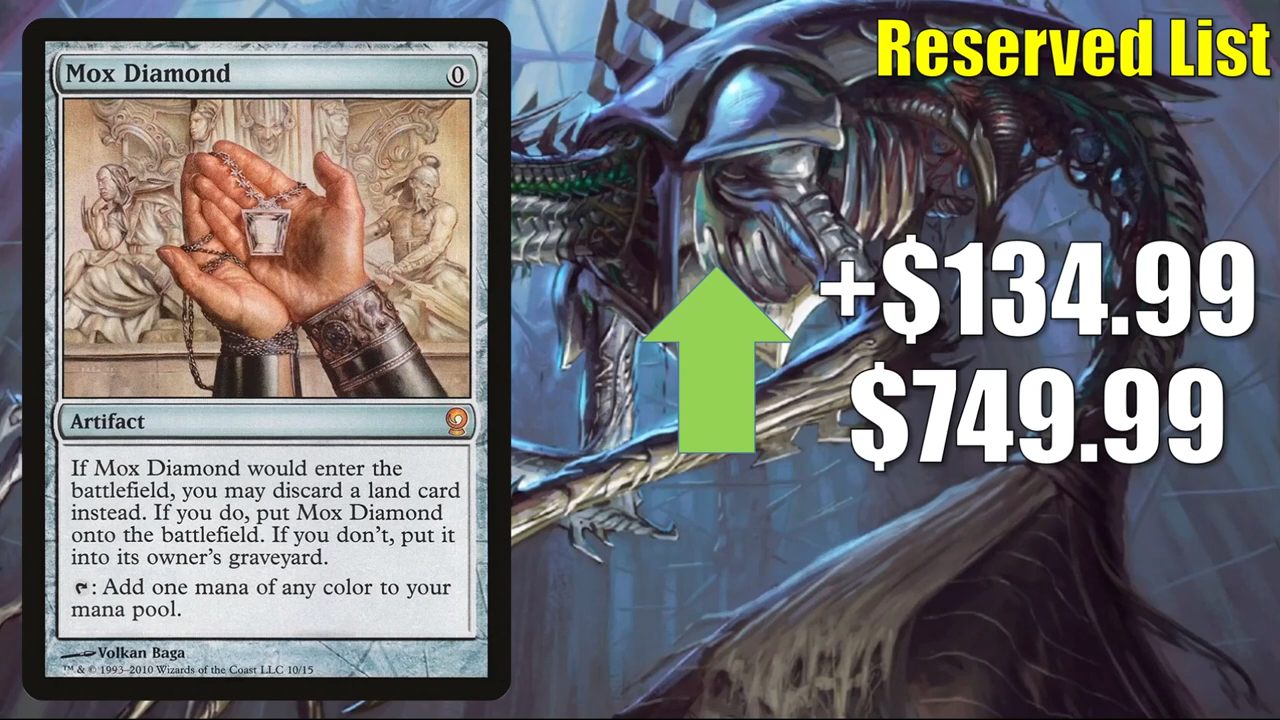 Mox Diamond 0
Artifact
If Mox Diamond would enter the
battlefield, you may discard a land card
instead. If you do, put Mox Diamond
onto the battlefield. If you don't, put it
into its owner's graveyard.
: Add one mana of any color to your
mana pool.
Volkan Baga
™ & © 1993–2010 Wizards of the Coast LLC 10/15
Reserved List
+$134.99
$749.99